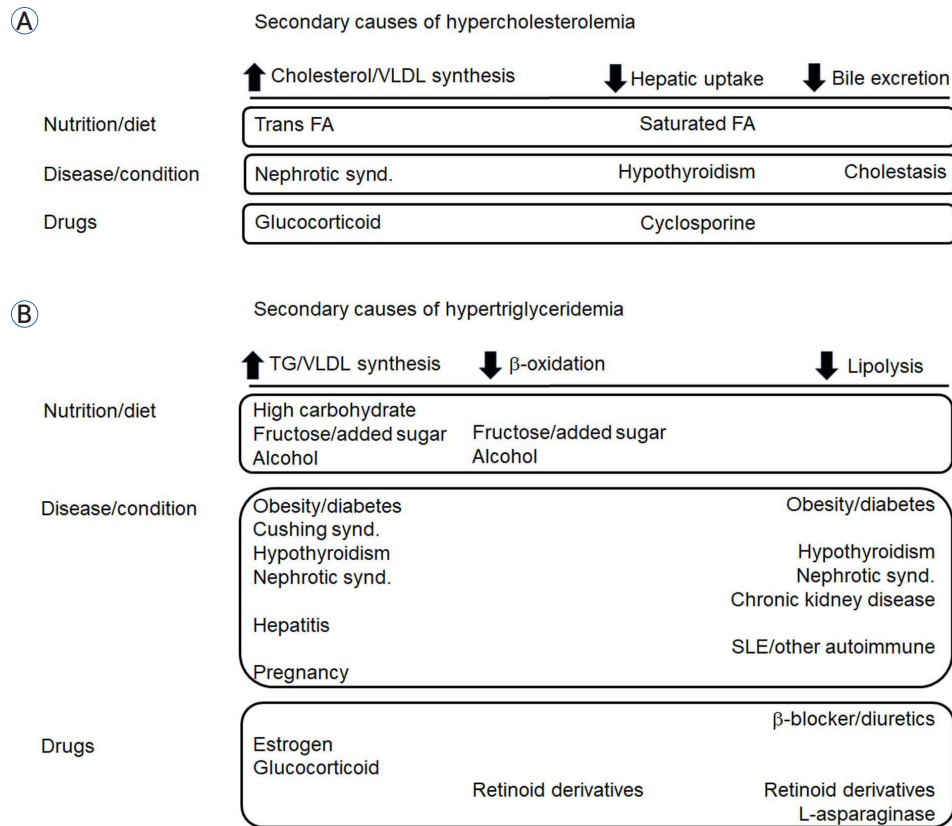 A
Secondary causes of hypercholesterolemia
Cholesterol/VLDL synthesis Hepatic uptake Bile excretion
Nutrition/diet Trans FA Saturated FA
Disease/condition Nephrotic synd. Hypothyroidism Cholestasis
Drugs Glucocorticoid Cyclosporine
B
Secondary causes of hypertriglyceridemia
TG/VLDL synthesis β-oxidation Lipolysis
Nutrition/diet High carbohydrate
Fructose/added sugar Fructose/added sugar
Alcohol Alcohol
Disease/condition Obesity/diabetes Obesity/diabetes
Cushing synd.
Hypothyroidism Hypothyroidism
Nephrotic synd. Nephrotic synd.
Chronic kidney disease
Hepatitis
SLE/other autoimmune
Pregnancy
β-blocker/diuretics
Drugs Estrogen
Glucocorticoid
Retinoid derivatives Retinoid derivatives
L-asparaginase